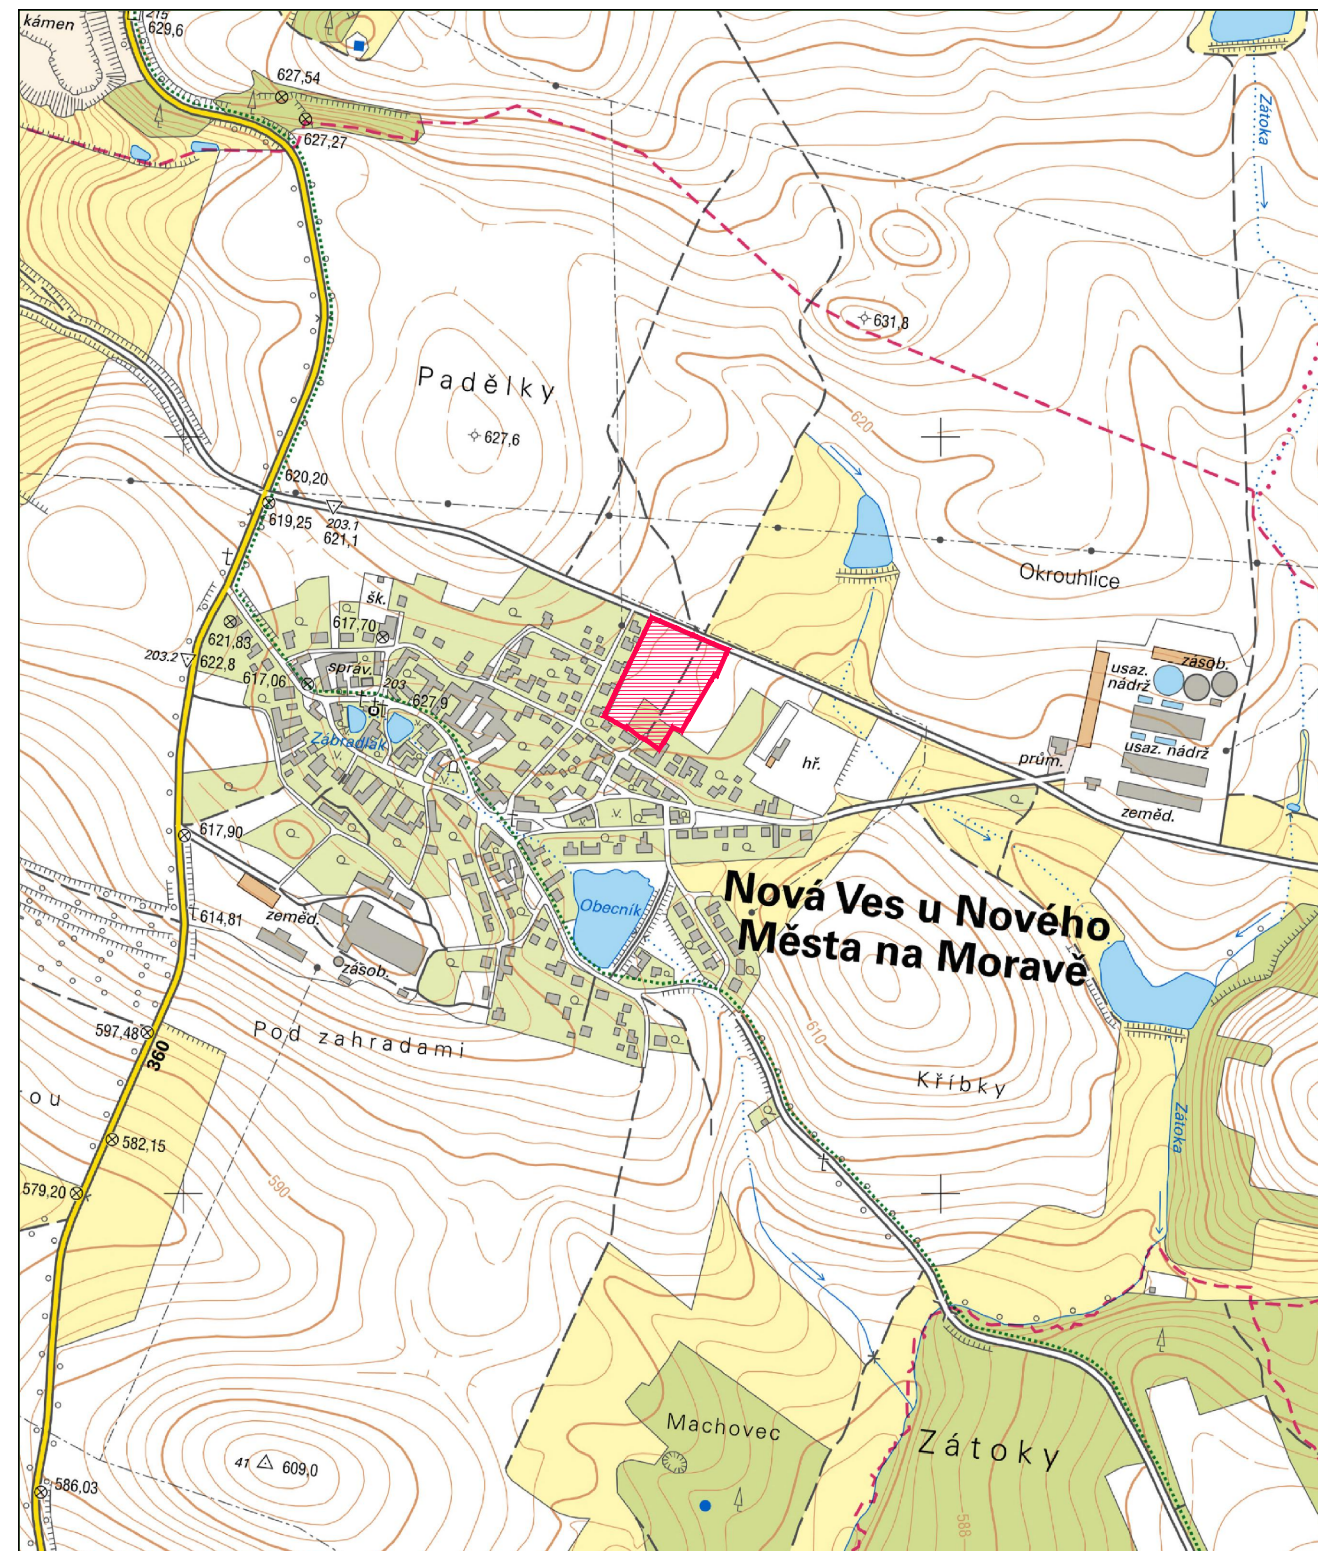 kámen
215
629,6
627,54
627,27
Zátoka
631,8
Padělky
627,6
620
620,20
619,25
203.1
621,1
Okrouhlice
šk.
617,70
621,83
203.2
622,8
617,06
správ.
203
627,9
Zábradlák
zásob.
usaz.
nádrž
usaz. nádrž
hř.
prům.
zeměd.
617,90
614,81
zeměd.
zásob.
Obecník
Nová Ves u Nového
Města na Moravě
597,48
360
Pod zahradami
610
Kříbky
ou
582,15
Zátoka
579,20
590
Machovec
Zátoky
41
609,0
586,03
588